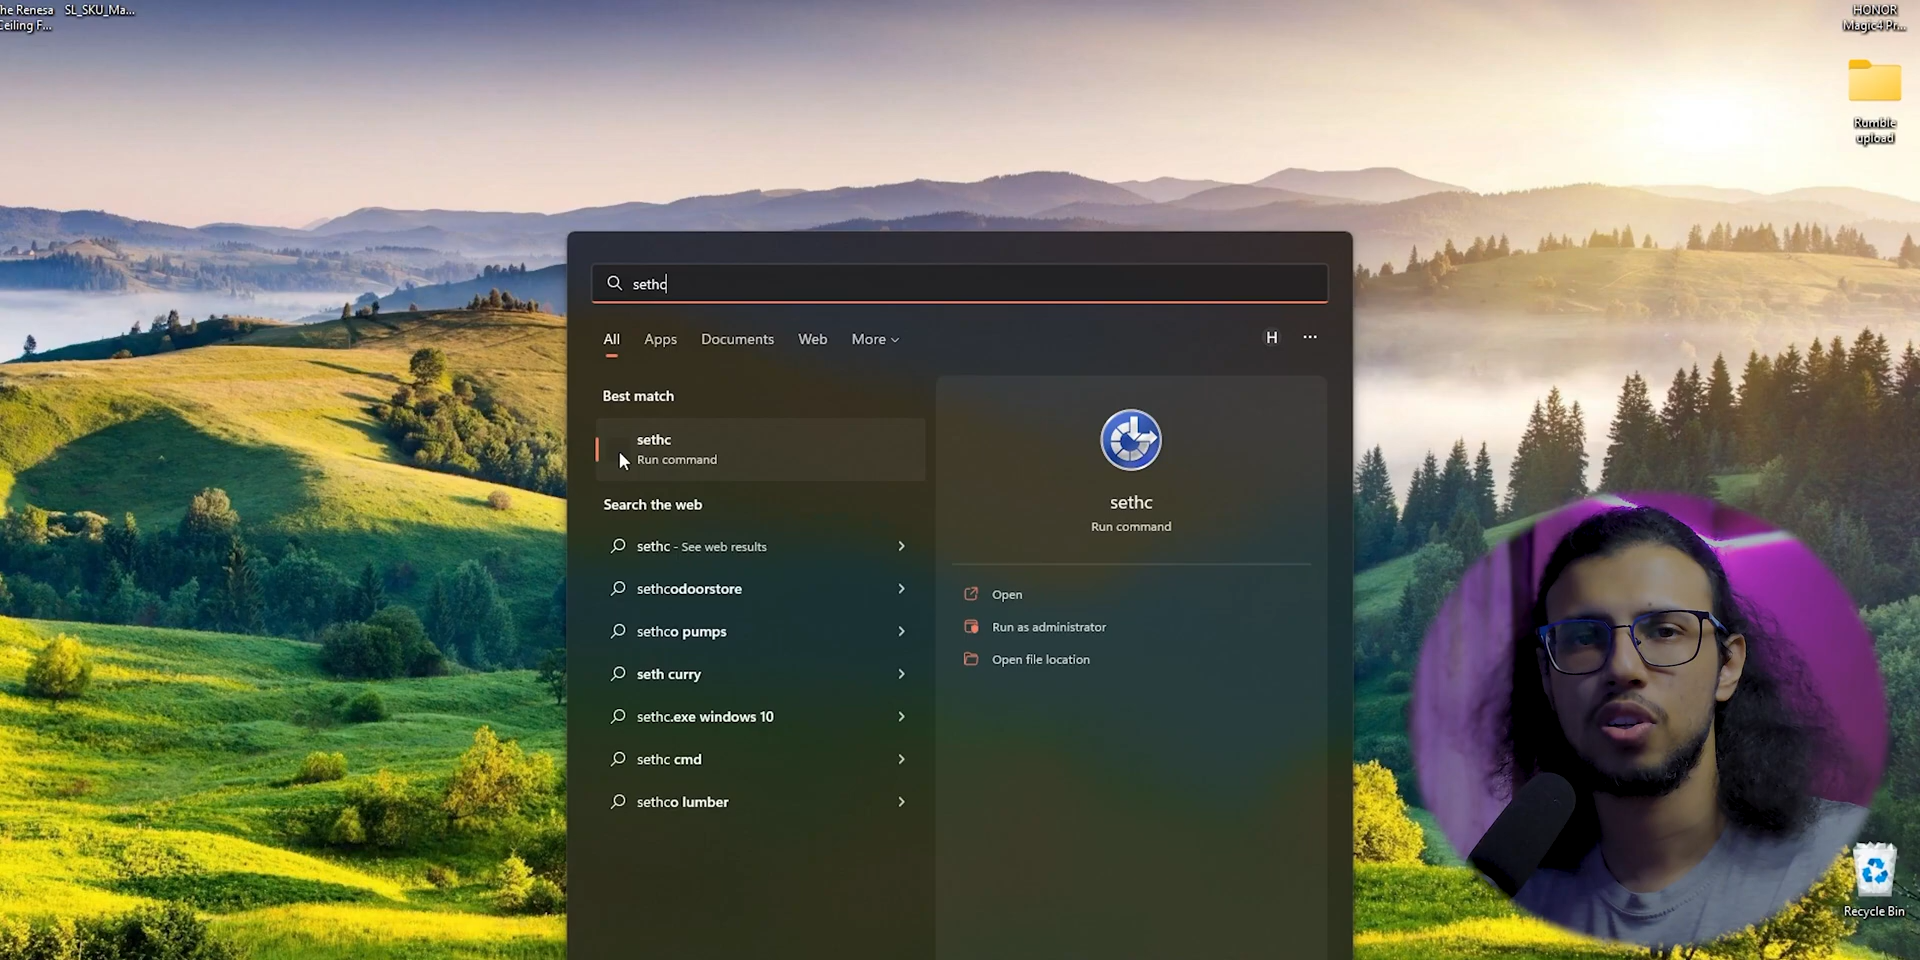 he Renesa
Ceiling F...
SL_SKU_Ma...
HONOR
Magic4 Pr...
Rumble
upload
sethc
All
Apps
Documents
Web
More
H
Best match
sethc
Run command
Search the web
sethc - See web results
sethcodoorstore
sethco pumps
seth curry
sethc.exe windows 10
sethc cmd
sethco lumber
sethc
Run command
Open
Run as administrator
Open file location
Recycle Bin